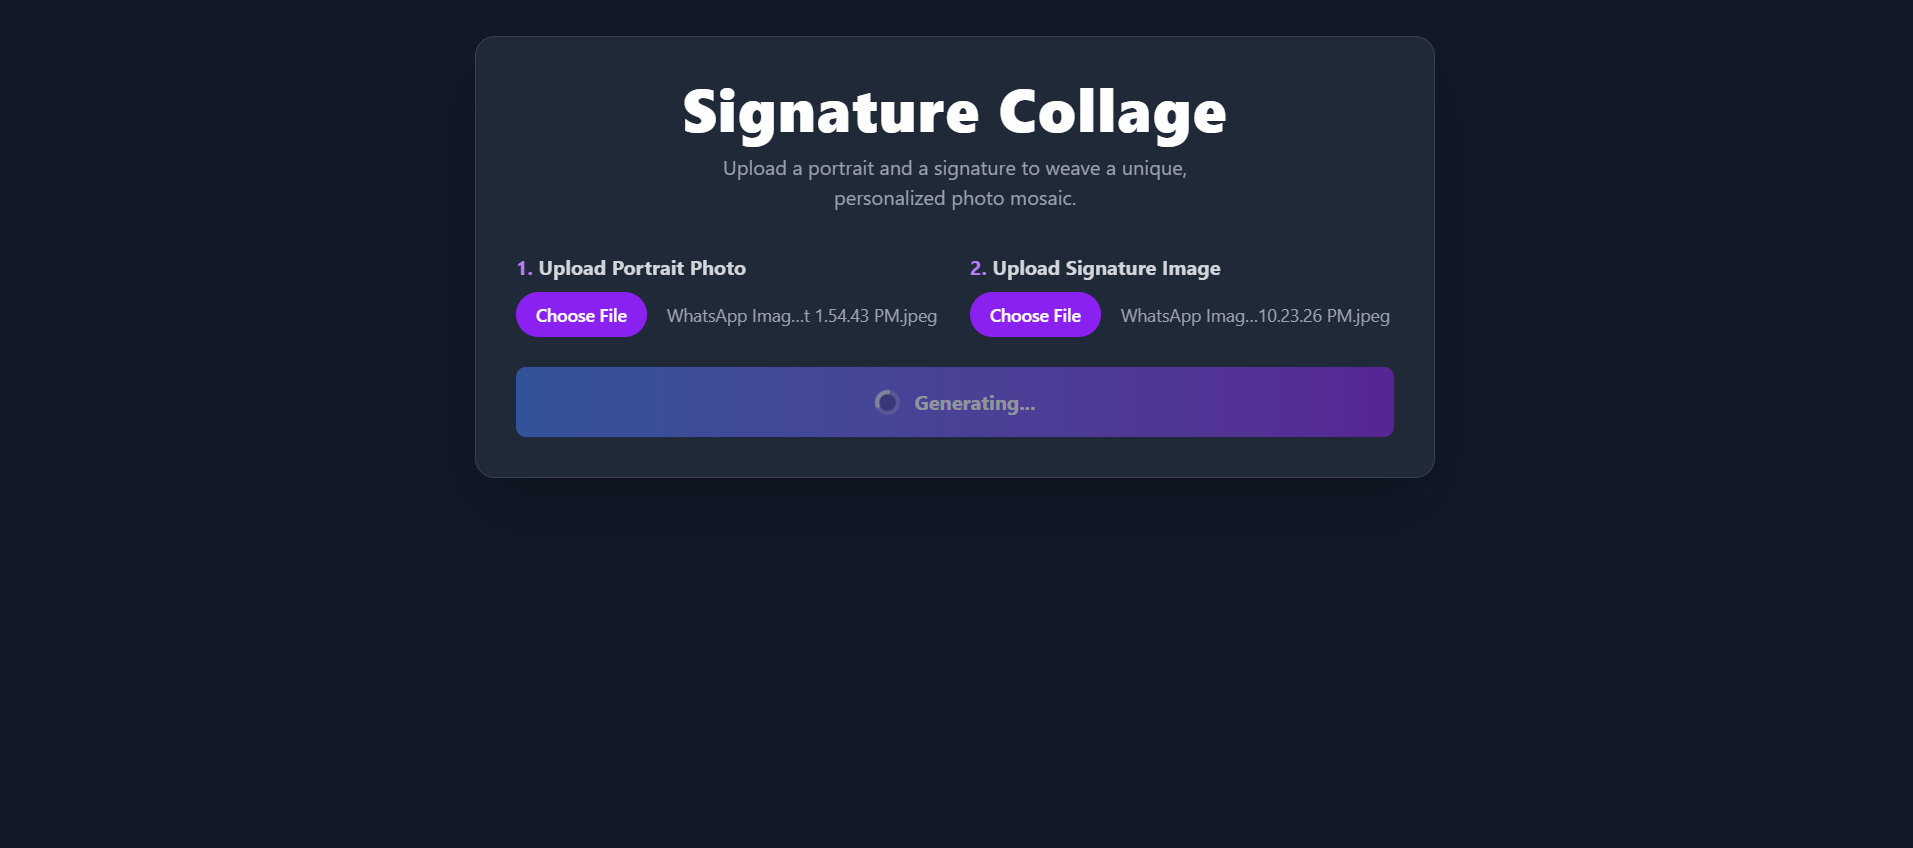 Signature Collage
Upload a portrait and a signature to weave a unique,
personalized photo mosaic.
1. Upload Portrait Photo
Choose File WhatsApp Imag...t 1.54.43 PM.jpeg
2. Upload Signature Image
Choose File WhatsApp Imag...10.23.26 PM.jpeg
Generating...